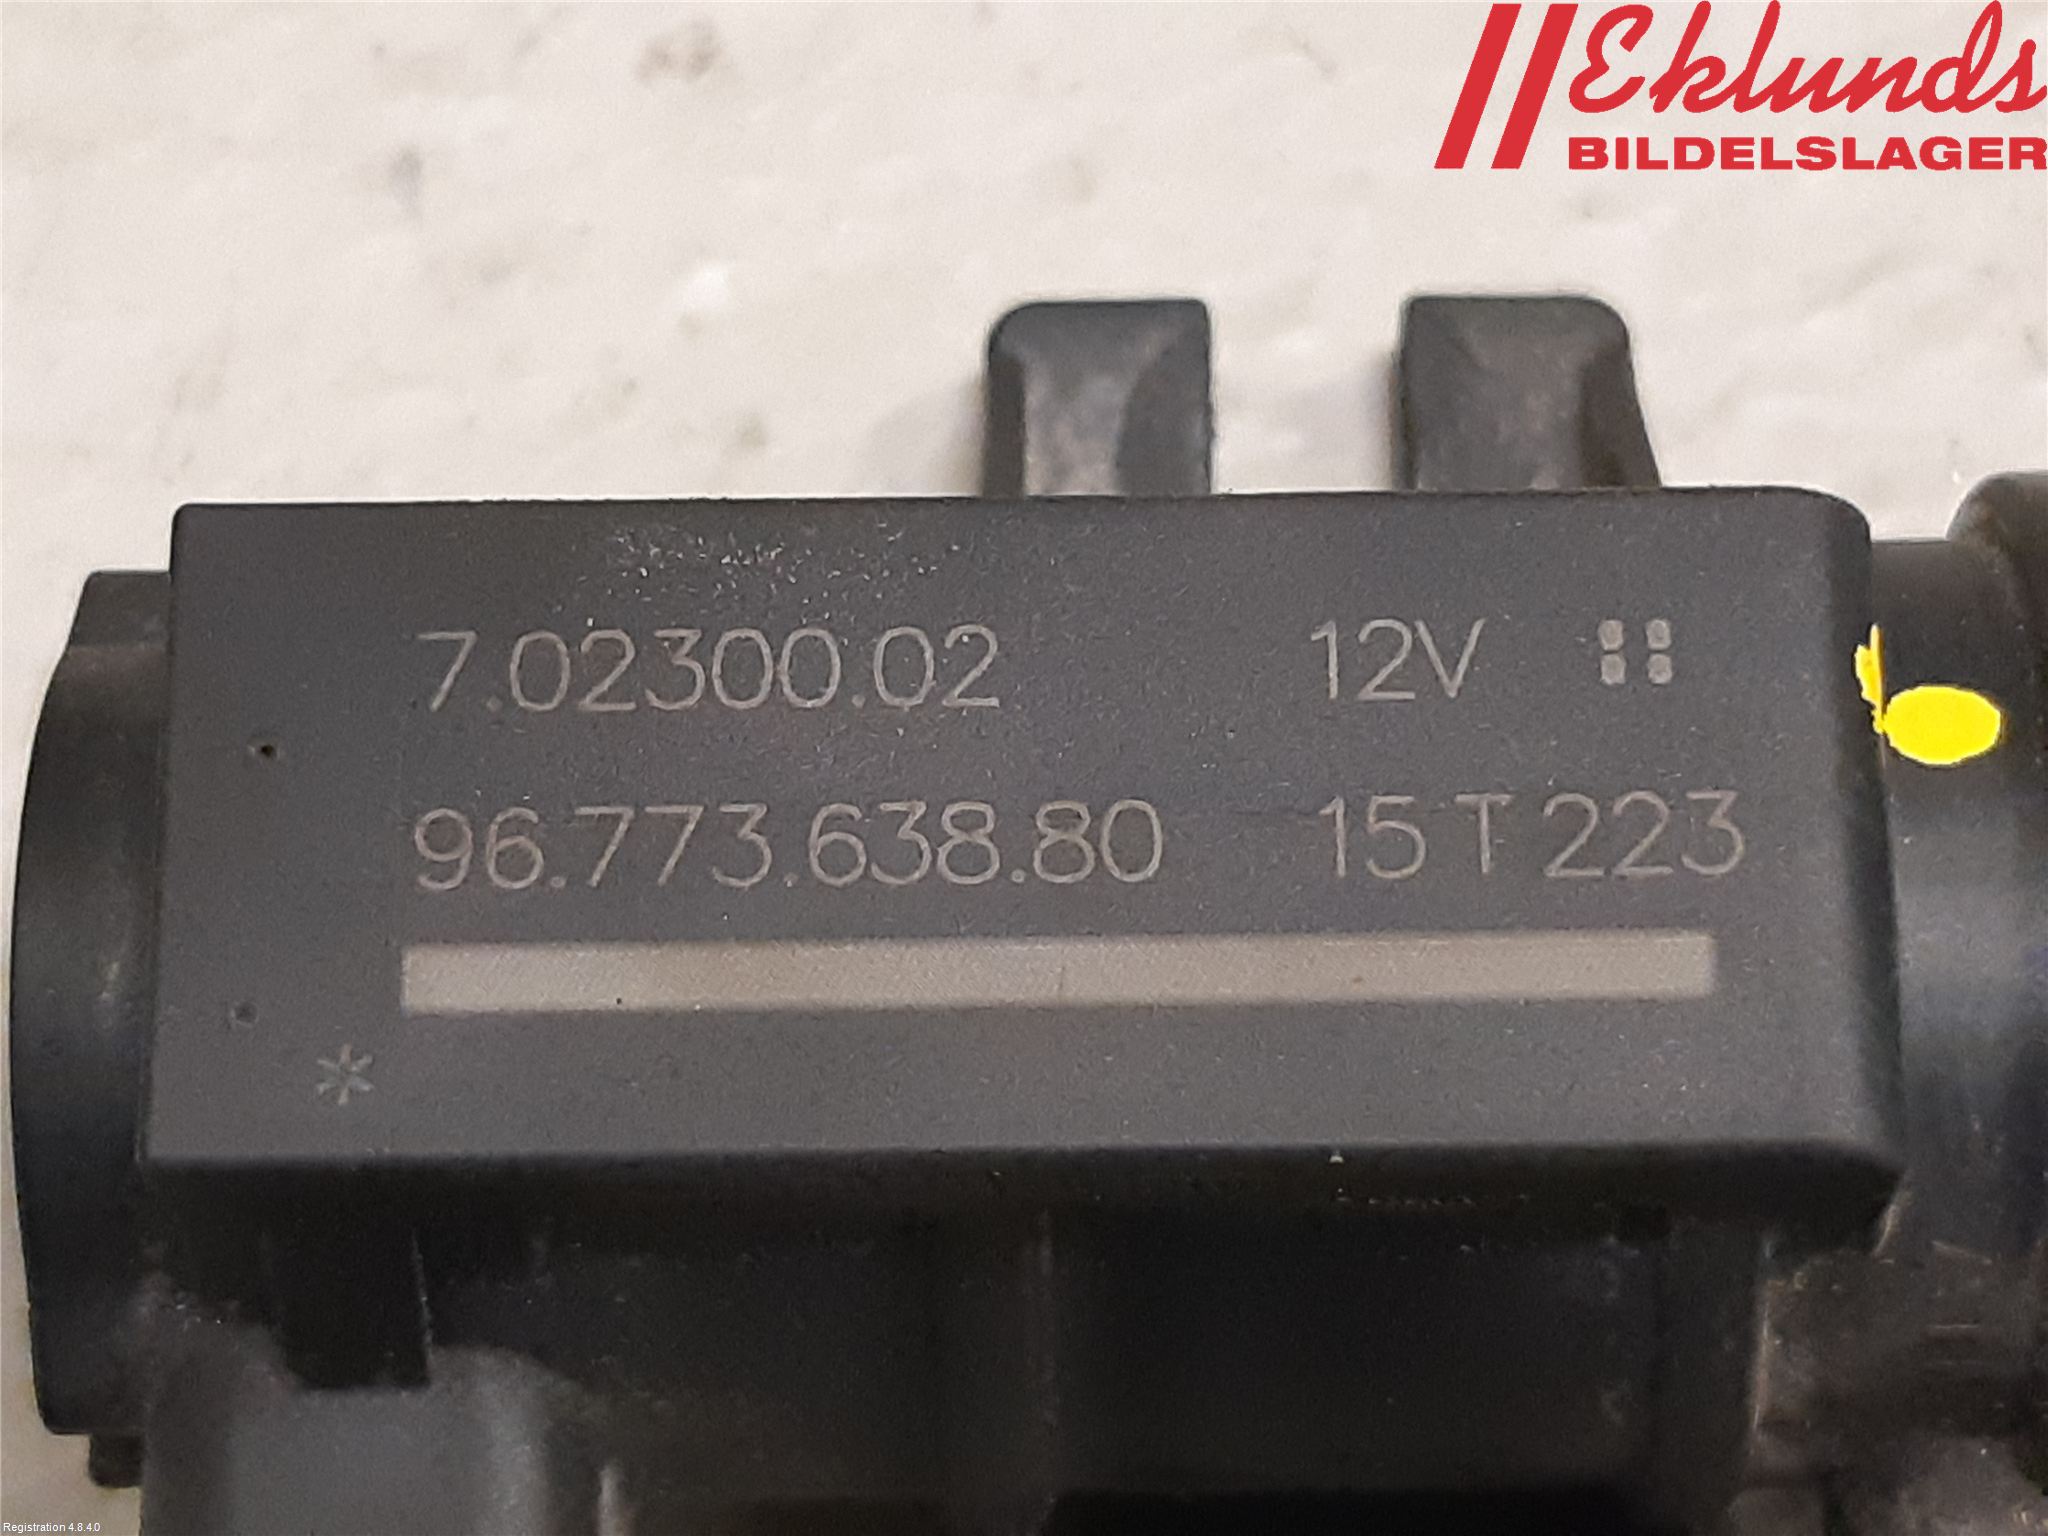 Eklunds
BILDELSLAGER
7.02300.02 12V
96.773.638.80 15 T 223
*
Registration 4.8.4.0